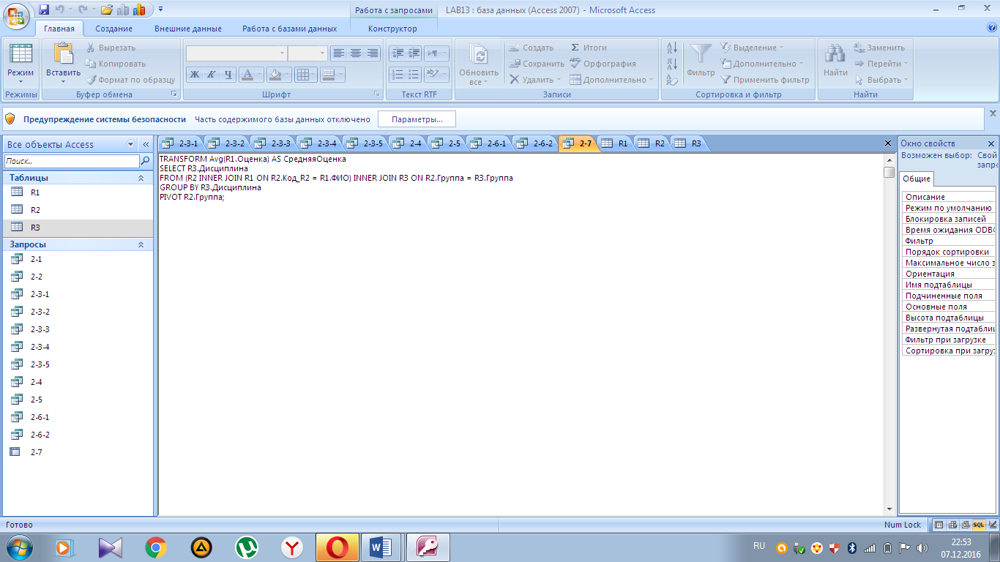 Работа с запросами
LAB13 : база данных (Access 2007) - Microsoft Access
Главная
Создание
Внешние данные
Работа с базами данных
Конструктор
Режим
Режимы
Вставить
Вырезать
Копировать
Формат по образцу
Буфер обмена
Ж К Ч
А
Шрифт
Текст RTF
Обновить все
Создать
Сохранить
Удалить
Итоги
Орфография
Дополнительно
Записи
Фильтр
Выделение
Дополнительно
Применить фильтр
Сортировка и фильтр
Найти
Заменить
Перейти
Выбрать
Найти
Предупреждение системы безопасности Часть содержимого базы данных отключено Параметры...
Все объекты Access
Поиск...
Таблицы
R1
R2
R3
Запросы
2-1
2-2
2-3-1
2-3-2
2-3-3
2-3-4
2-3-5
2-4
2-5
2-6-1
2-6-2
2-7
2-3-1 2-3-2 2-3-3 2-3-4 2-3-5 2-4 2-5 2-6-1 2-6-2 2-7 R1 R2 R3
TRANSFORM Avg(R1.Оценка) AS СредняяОценка
SELECT R3.Дисциплина
FROM (R2 INNER JOIN R1 ON R2.Код_R2 = R1.ФИО) INNER JOIN R3 ON R2.Группа = R3.Группа
GROUP BY R3.Дисциплина
PIVOT R2.Группа;
Окно свойств
Возможен выбор: Свой
запро
Общие
Описание
Режим по умолчанию
Блокировка записей
Время ожидания ODBC
Фильтр
Порядок сортировки
Максимальное число з
Ориентация
Имя подтаблицы
Подчиненные поля
Основные поля
Высота подтаблицы
Развернутая подтаблиц
Фильтр при загрузке
Сортировка при загруз
Готово
Num Lock
SQL
RU
22:53
07.12.2016